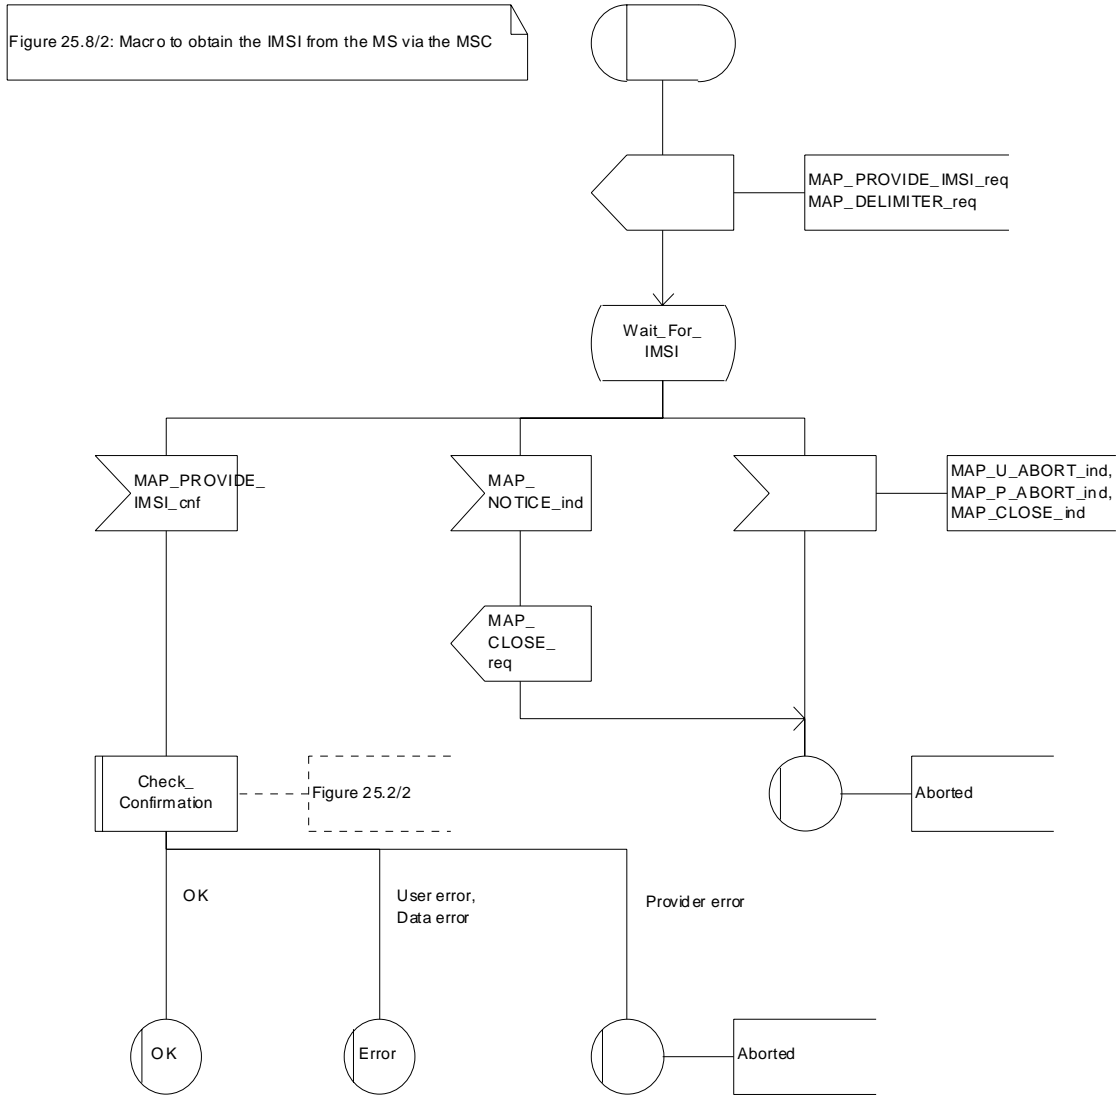 Figure 25.8/2: Macro to obtain the IMSI from the MS via the MSC
MAP_PROVIDE_IMSI_req
MAP_DELIMITER_req
Wait_For_
IMSI
MAP_PROVIDE_
IMSI_cnf
MAP_
NOTICE_ind
MAP_U_ABORT_ind,
MAP_P_ABORT_ind,
MAP_CLOSE_ind
MAP_
CLOSE_
req
Check_
Confirmation
Figure 25.2/2
Aborted
OK
User error,
Data error
Provider error
OK
Error
Aborted